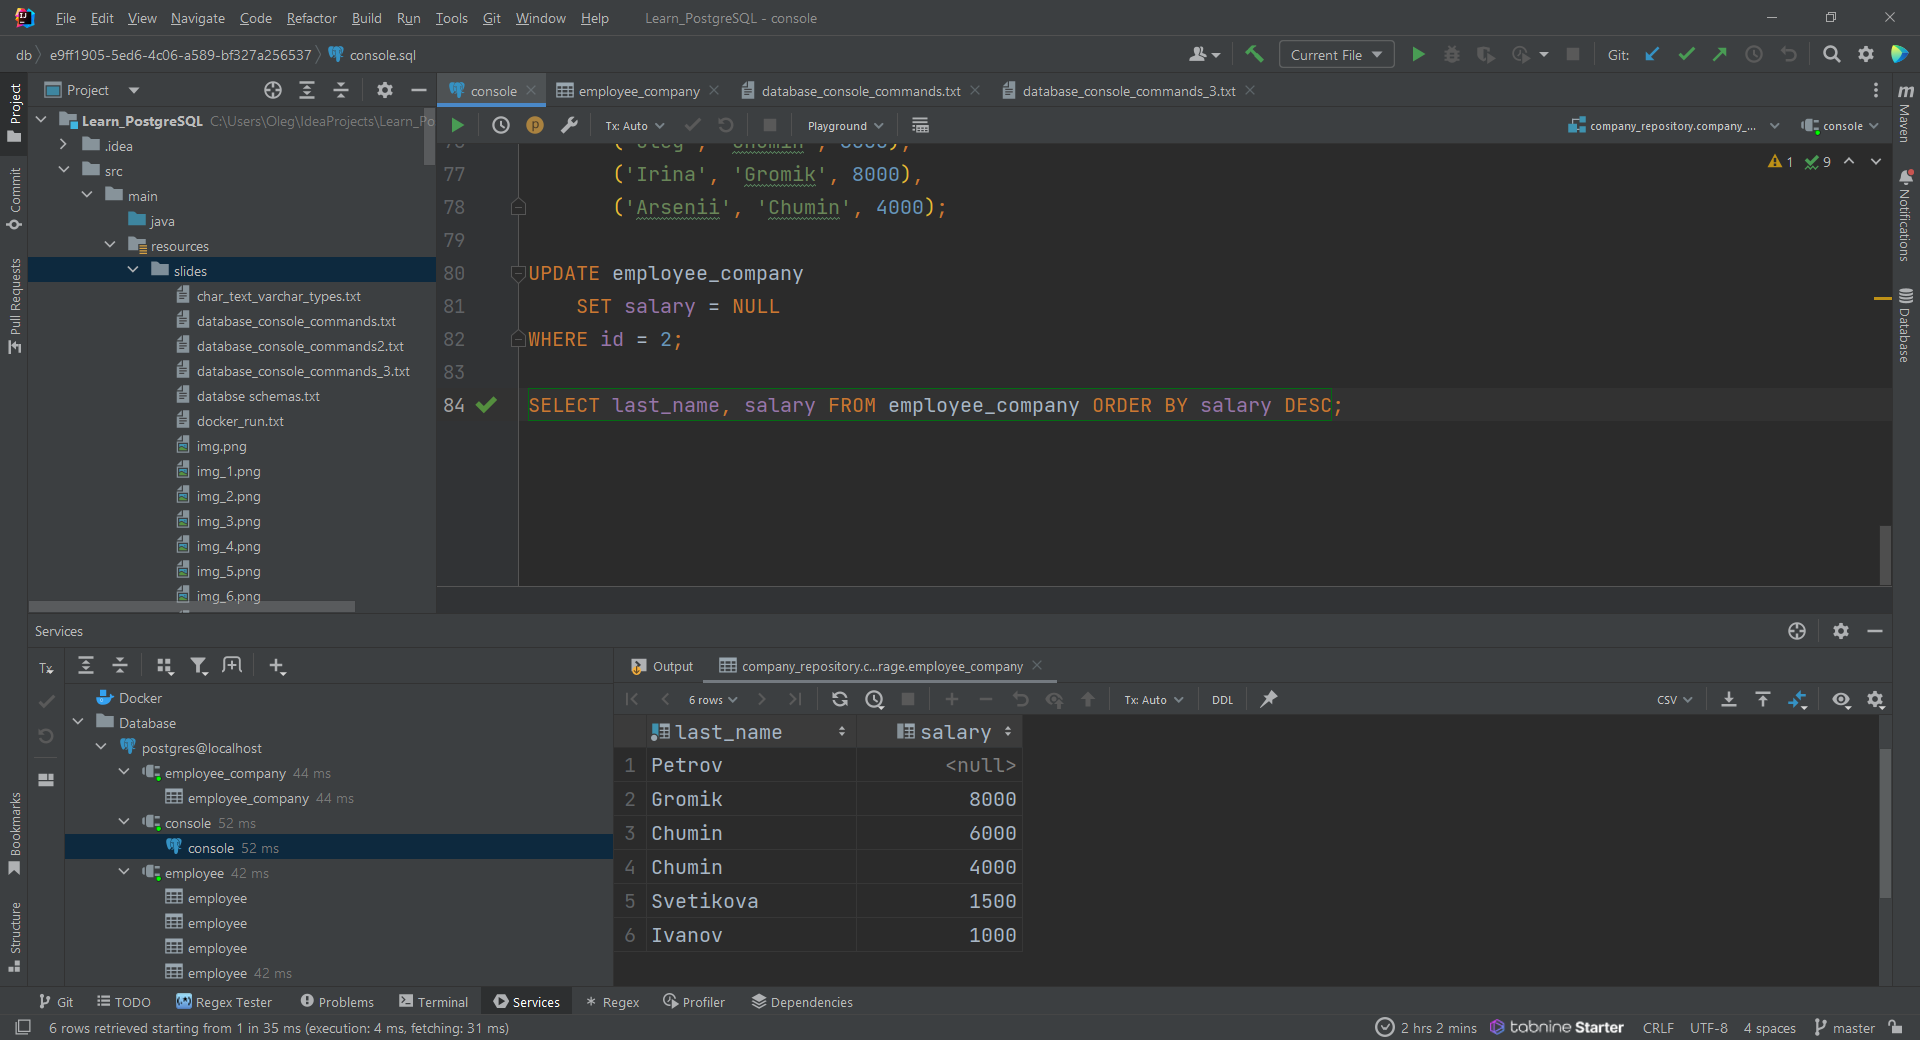 File Edit View Navigate Code Refactor Build Run Tools Git Window Help Learn_PostgreSQL - console
db e9ff1905-5ed6-4c06-a589-bf327a256537 console.sql Current File Git:
Project
console employee_company database_console_commands.txt database_console_commands_3.txt
Learn_PostgreSQL C:\Users\Oleg\IdeaProjects\Learn_Po
.idea
src
main
java
resources
slides
char_text_varchar_types.txt
database_console_commands.txt
database_console_commands2.txt
database_console_commands_3.txt
databse schemas.txt
docker_run.txt
img.png
img_1.png
img_2.png
img_3.png
img_4.png
img_5.png
img_6.png
Tx: Auto Playground company_repository.company_... console
1 9
77 ('Irina', 'Gromik', 8000),
78 ('Arsenii', 'Chumin', 4000);
79
80 UPDATE employee_company
81 SET salary = NULL
82 WHERE id = 2;
83
84 SELECT last_name, salary FROM employee_company ORDER BY salary DESC;
Project
Commit
Pull Requests
Bookmarks
Structure
Maven
Notifications
Database
Services
Tx
Docker
Database
postgres@localhost
employee_company 44 ms
employee_company 44 ms
console 52 ms
console 52 ms
employee 42 ms
employee
employee
employee
employee 42 ms
Output company_repository.c...rage.employee_company
6 rows Tx: Auto DDL CSV
last_name salary
1 Petrov <null>
2 Gromik 8000
3 Chumin 6000
4 Chumin 4000
5 Svetikova 1500
6 Ivanov 1000
Git TODO Regex Tester Problems Terminal Services Regex Profiler Dependencies
6 rows retrieved starting from 1 in 35 ms (execution: 4 ms, fetching: 31 ms) 2 hrs 2 mins tabnine Starter CRLF UTF-8 4 spaces master